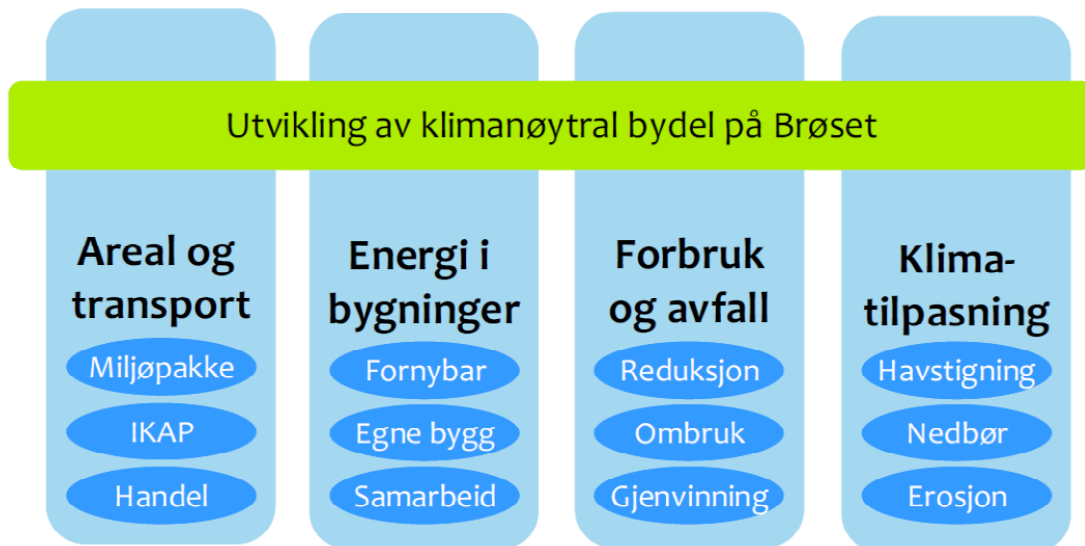 Utvikling av klimanøytral bydel på Brøset
Areal og
transport
Miljøpakke
IKAP
Handel
Energi i
bygninger
Fornybar
Egne bygg
Samarbeid
Forbruk
og avfall
Reduksjon
Ombruk
Gjenvinning
Klima-
tilpasning
Havstigning
Nedbør
Erosjon